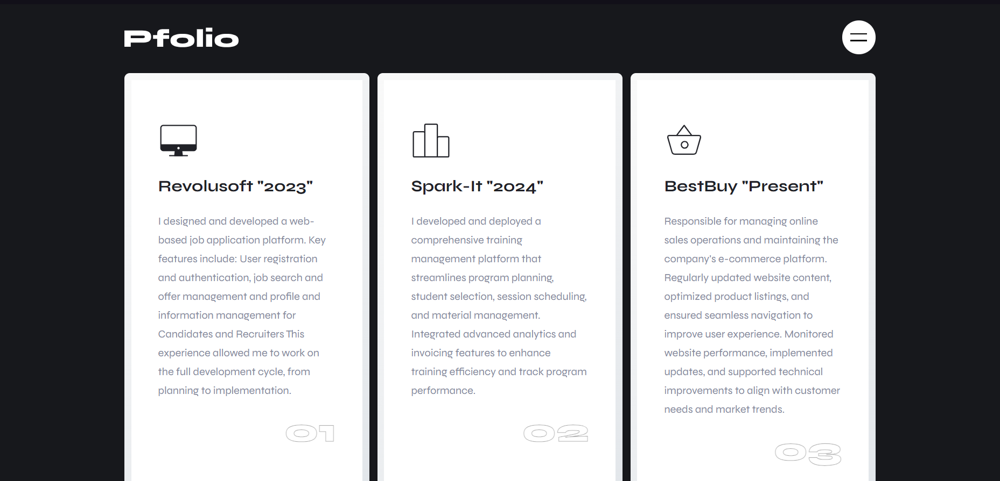 Pfolio
Revolusoft "2023"
I designed and developed a web-
based job application platform. Key
features include: User registration
and authentication, job search and
offer management and profile and
information management for
Candidates and Recruiters This
experience allowed me to work on
the full development cycle, from
planning to implementation.
01
Spark-It "2024"
I developed and deployed a
comprehensive training
management platform that
streamlines program planning,
student selection, session scheduling,
and material management.
Integrated advanced analytics and
invoicing features to enhance
training efficiency and track program
performance.
02
BestBuy "Present"
Responsible for managing online
sales operations and maintaining the
company's e-commerce platform.
Regularly updated website content,
optimized product listings, and
ensured seamless navigation to
improve user experience. Monitored
website performance, implemented
updates, and supported technical
improvements to align with customer
needs and market trends.
03